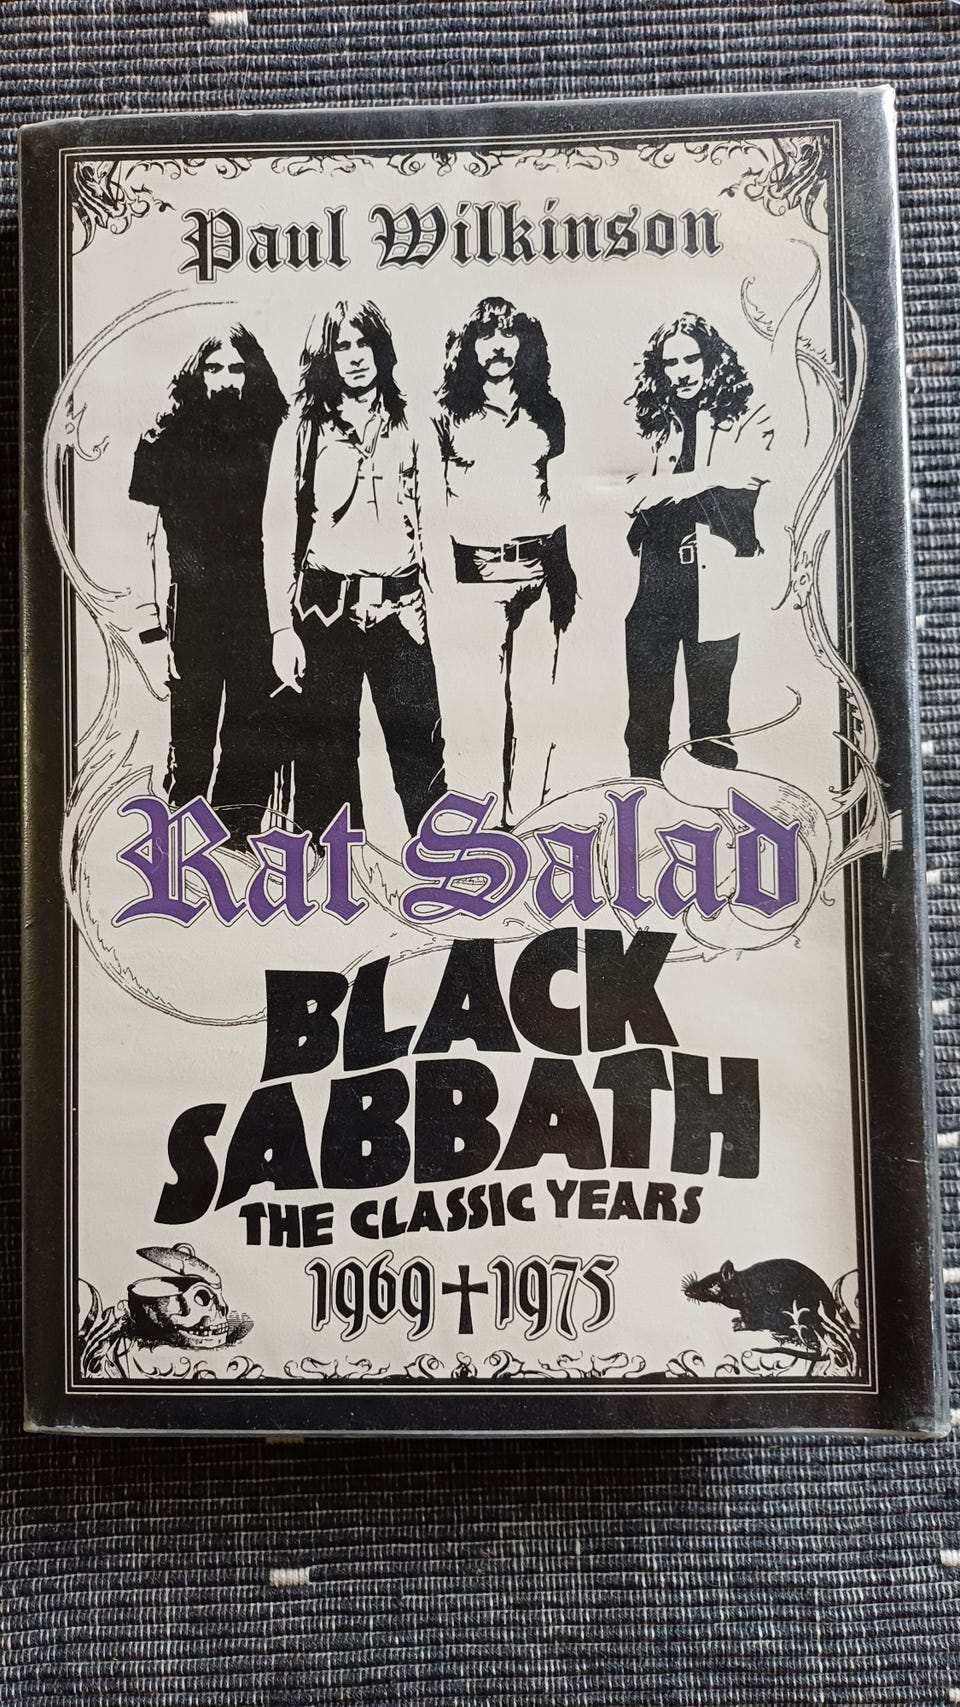 Paul Wilkinson
Rat Salad
BLACK
SABBATH
THE CLASSIC YEARS
1969✝1975